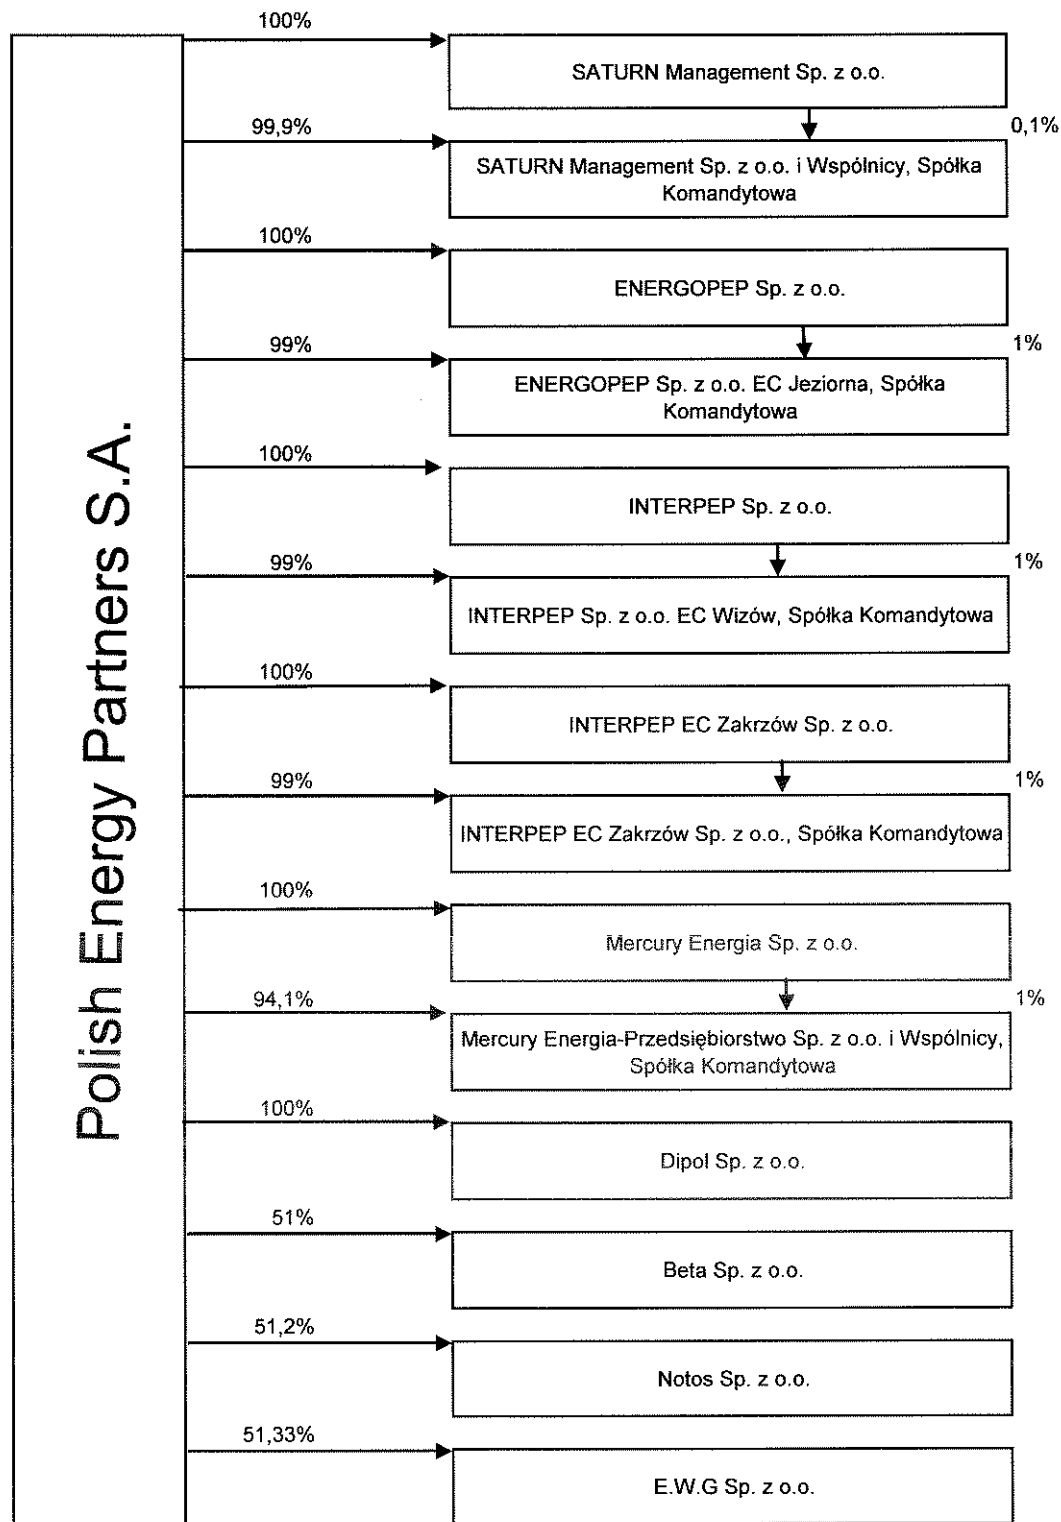 Polish Energy Partners S.A.
100%
SATURN Management Sp. z o.o.
99,9%
0,1%
SATURN Management Sp. z o.o. i Wspólnicy, Spółka
Komandytowa
100%
ENERGOPEP Sp. z o.o.
99%
1%
ENERGOPEP Sp. z o.o. EC Jeziorna, Spółka
Komandytowa
100%
INTERPEP Sp. z o.o.
99%
1%
INTERPEP Sp. z o.o. EC Wizów, Spółka Komandytowa
100%
INTERPEP EC Zakrzów Sp. z o.o.
99%
1%
INTERPEP EC Zakrzów Sp. z o.o., Spółka Komandytowa
100%
Mercury Energia Sp. z o.o.
94,1%
1%
Mercury Energia-Przedsiębiorstwo Sp. z o.o. i Wspólnicy,
Spółka Komandytowa
100%
Dipol Sp. z o.o.
51%
Beta Sp. z o.o.
51,2%
Notos Sp. z o.o.
51,33%
E.W.G Sp. z o.o.